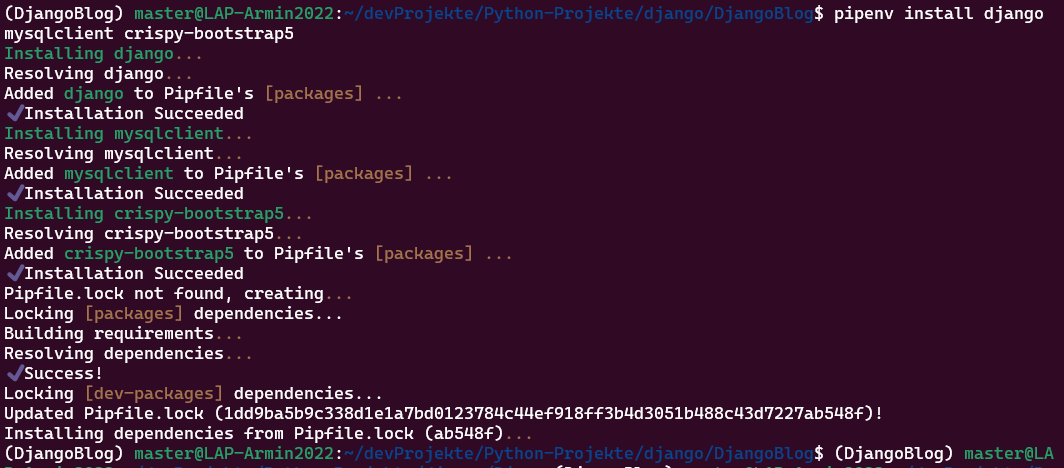 (DjangoBlog) master@LAP-Armin2022:~/devProjekte/Python-Projekte/django/DjangoBlog$ pipenv install django
mysqlclient crispy-bootstrap5
Installing django...
Resolving django...
Added django to Pipfile's [packages] ...
✔Installation Succeeded
Installing mysqlclient...
Resolving mysqlclient...
Added mysqlclient to Pipfile's [packages] ...
✔Installation Succeeded
Installing crispy-bootstrap5...
Resolving crispy-bootstrap5...
Added crispy-bootstrap5 to Pipfile's [packages] ...
✔Installation Succeeded
Pipfile.lock not found, creating...
Locking [packages] dependencies...
Building requirements...
Resolving dependencies...
✔Success!
Locking [dev-packages] dependencies...
Updated Pipfile.lock (1dd9ba5b9c338d1e1a7bd0123784c44ef918ff3b4d3051b488c43d7227ab548f)!
Installing dependencies from Pipfile.lock (ab548f)...
(DjangoBlog) master@LAP-Armin2022:~/devProjekte/Python-Projekte/django/DjangoBlog$ (DjangoBlog) master@LA